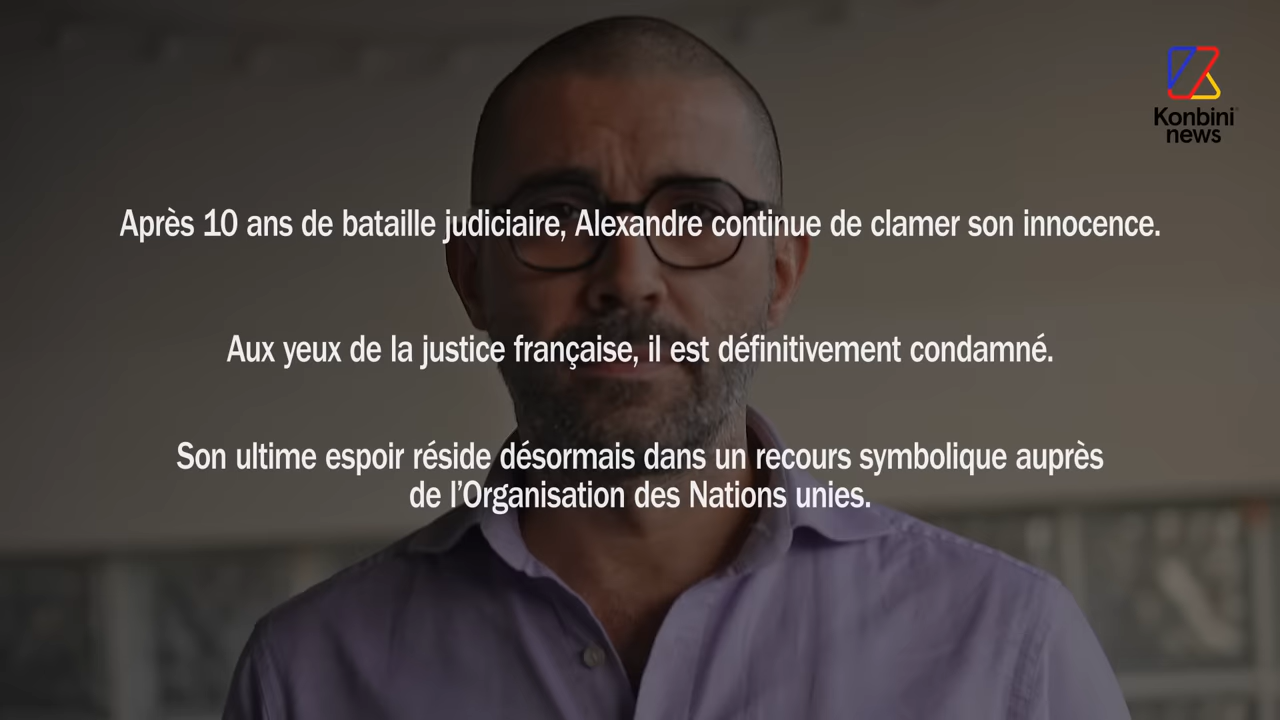 Konbini
news
Après 10 ans de bataille judiciaire, Alexandre continue de clamer son innocence.
Aux yeux de la justice française, il est définitivement condamné.
Son ultime espoir réside désormais dans un recours symbolique auprès
de l’Organisation des Nations unies.